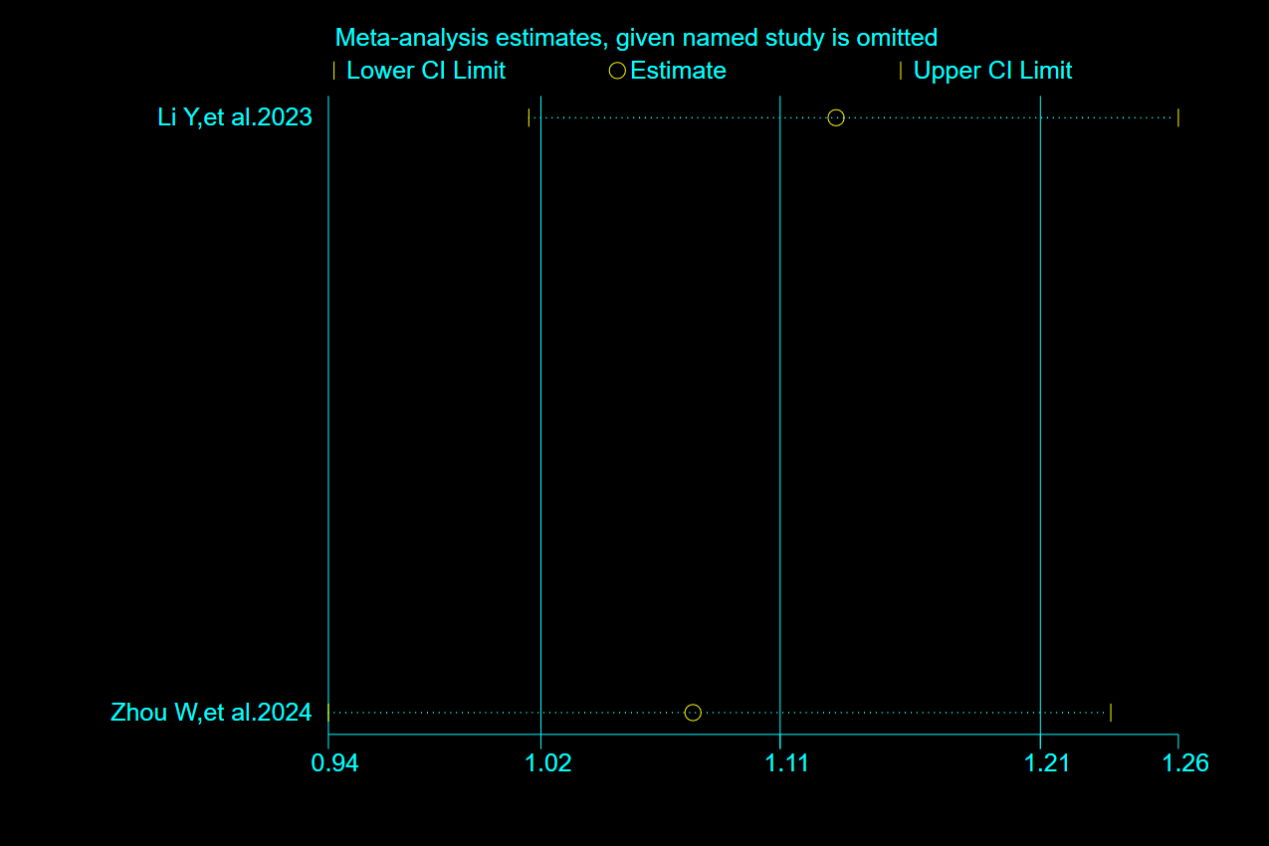 Meta-analysis estimates, given named study is omitted
Lower CI Limit Estimate Upper CI Limit
Li Y,et al.2023
Zhou W,et al.2024
0.94 1.02 1.11 1.21 1.26